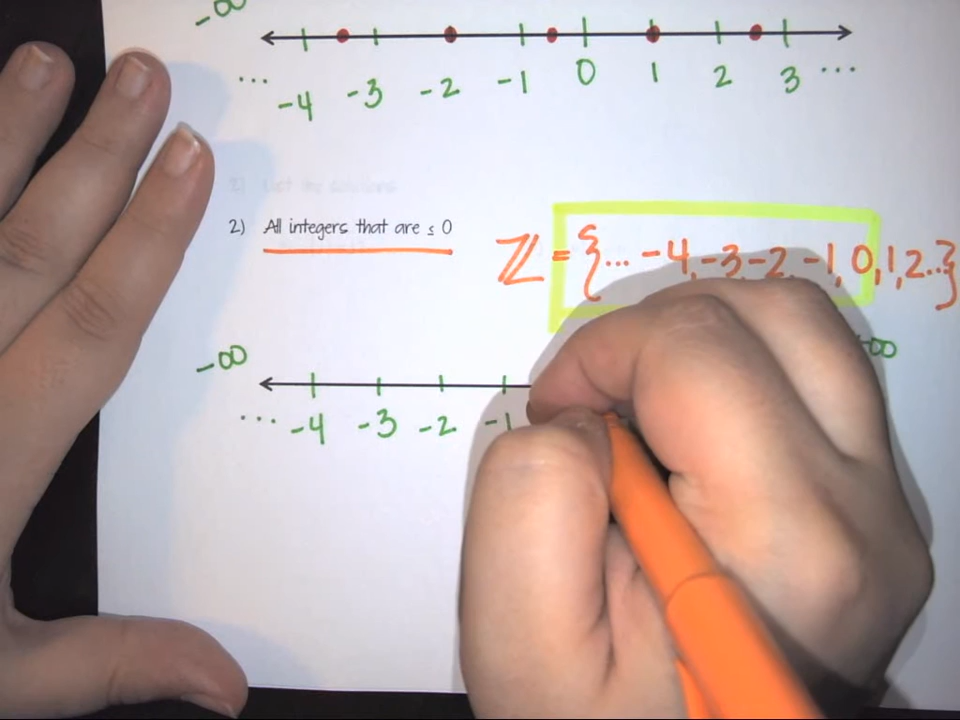 -∞
... -4 -3 -2 -1 0 1 2 3 ...
2) All integers that are ≤ 0
ℤ = {... -4, -3 -2, -1, 0, 1, 2..}
-∞ +∞
... -4 -3 -2 -1